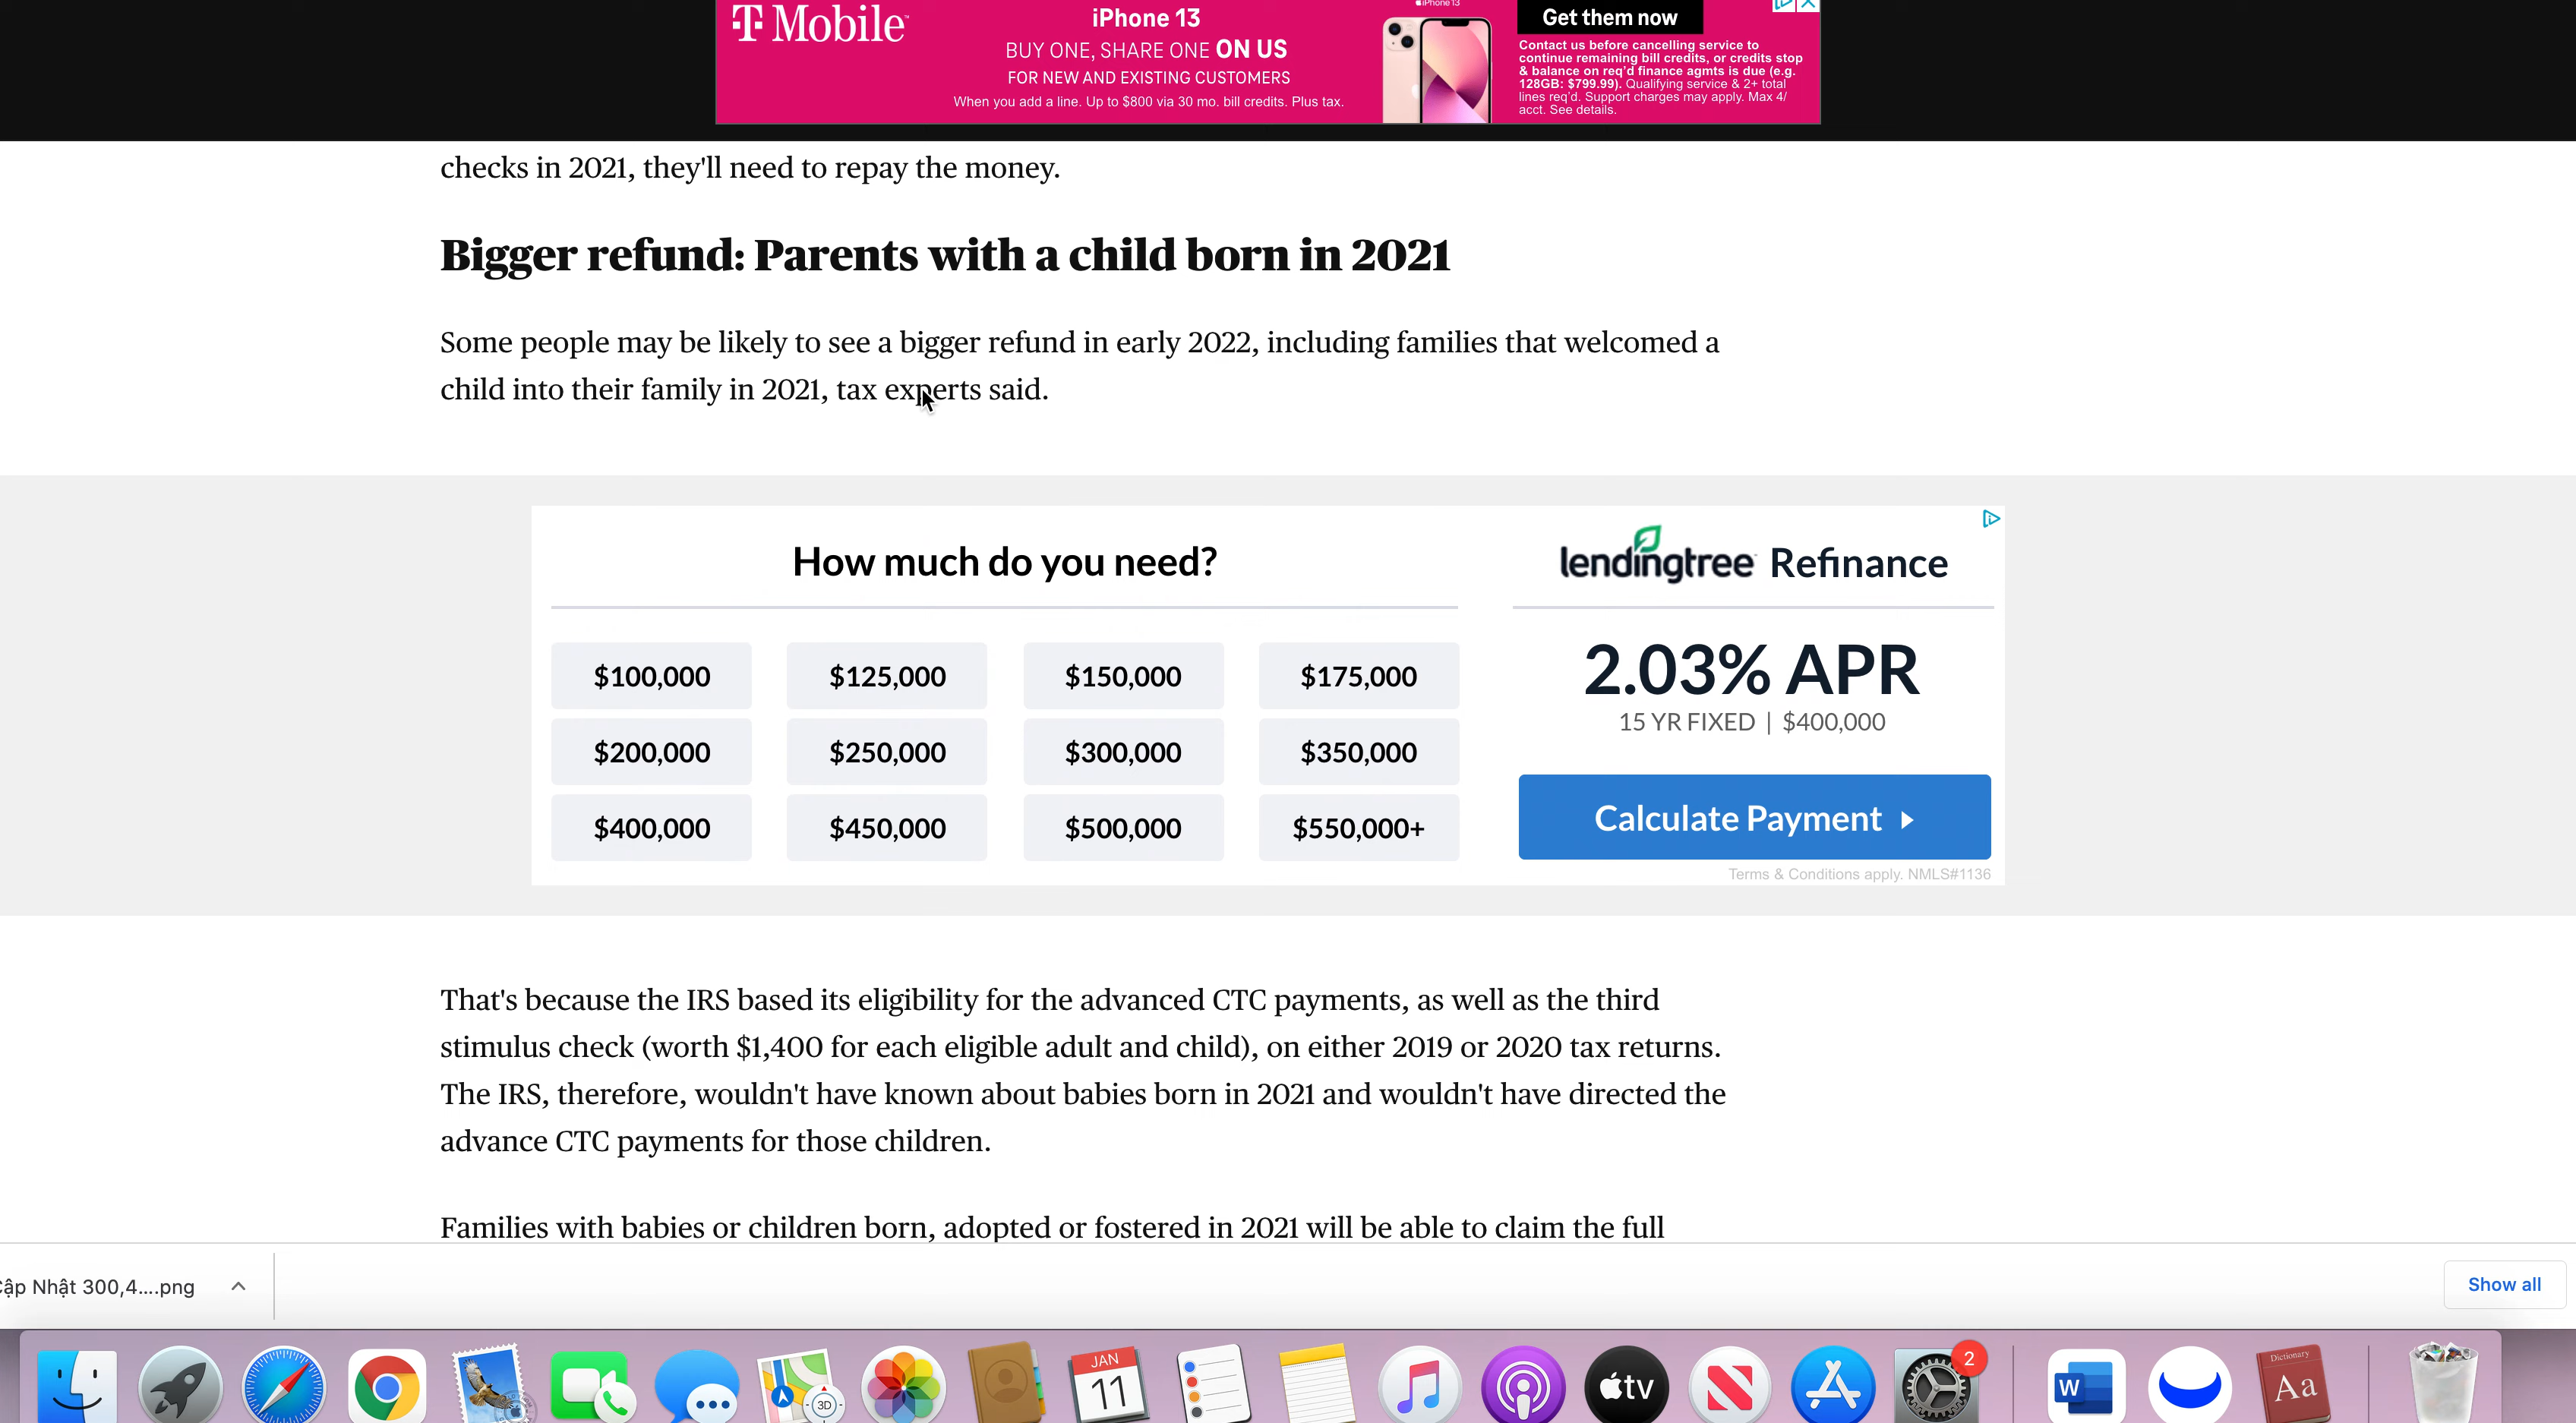 T Mobile
iPhone 13
BUY ONE, SHARE ONE ON US
FOR NEW AND EXISTING CUSTOMERS
When you add a line. Up to $800 via 30 mo. bill credits. Plus tax.
iPhone 13
Get them now
Contact us before cancelling service to
continue remaining bill credits, or credits stop
& balance on req'd finance agmts is due (e.g.
128GB: $799.99). Qualifying service & 2+ total
lines req'd. Support charges may apply. Max 4/
acct. See details.
checks in 2021, they'll need to repay the money.
Bigger refund: Parents with a child born in 2021
Some people may be likely to see a bigger refund in early 2022, including families that welcomed a
child into their family in 2021, tax experts said.
How much do you need?
$100,000 $125,000 $150,000 $175,000
$200,000 $250,000 $300,000 $350,000
$400,000 $450,000 $500,000 $550,000+
lendingtree Refinance
2.03% APR
15 YR FIXED | $400,000
Calculate Payment
Terms & Conditions apply. NMLS#1136
That's because the IRS based its eligibility for the advanced CTC payments, as well as the third
stimulus check (worth $1,400 for each eligible adult and child), on either 2019 or 2020 tax returns.
The IRS, therefore, wouldn't have known about babies born in 2021 and wouldn't have directed the
advance CTC payments for those children.
Families with babies or children born, adopted or fostered in 2021 will be able to claim the full
Cập Nhật 300,4....png
Show all
3D
JAN
11
tv
2
W
Dictionary
Aa